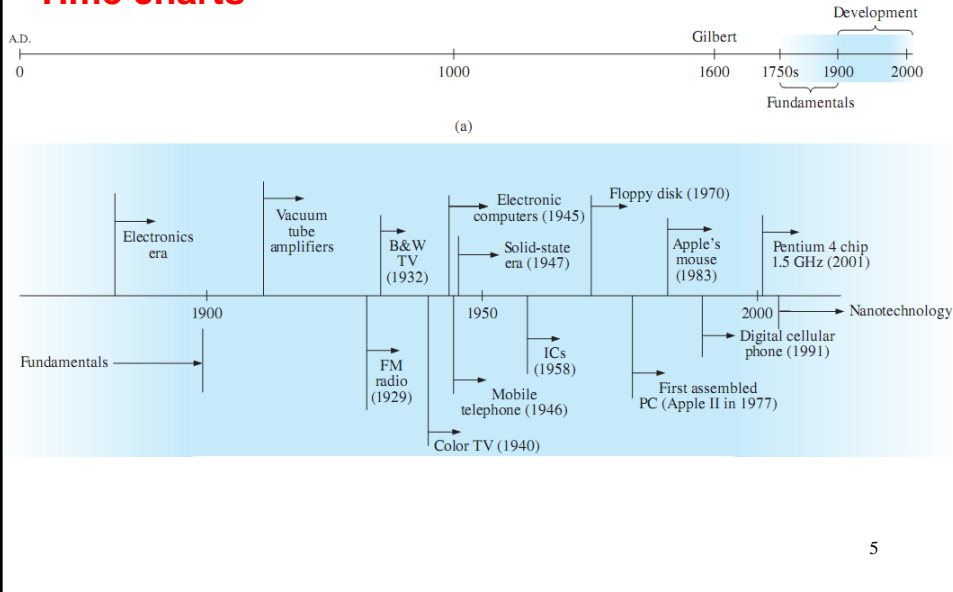 Time charts
Development
A.D.
Gilbert
0
1000
1600
1750s
1900
2000
Fundamentals
(a)
Electronics
era
Vacuum
tube
amplifiers
B&W
TV
(1932)
Electronic
computers (1945)
Solid-state
era (1947)
Floppy disk (1970)
Apple's
mouse
(1983)
Pentium 4 chip
1.5 GHz (2001)
1900
1950
2000
Nanotechnology
Fundamentals
FM
radio
(1929)
Color TV (1940)
Mobile
telephone (1946)
ICs
(1958)
First assembled
PC (Apple II in 1977)
Digital cellular
phone (1991)
5